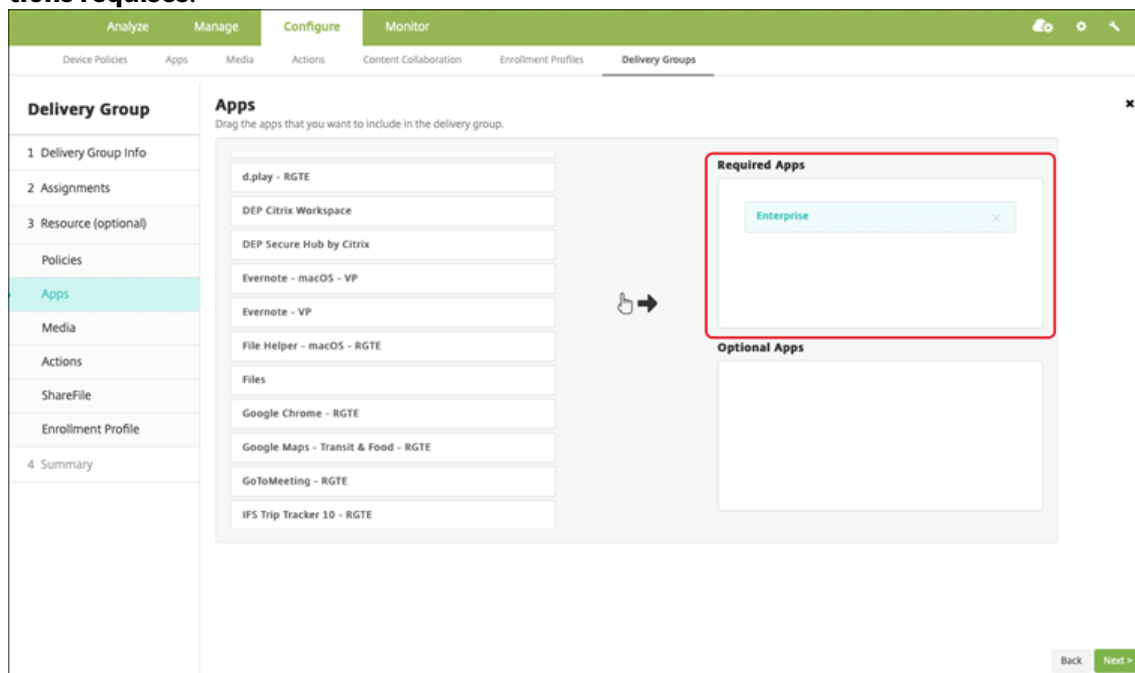 tions requises.
Analyze Manage Configure Monitor
Device Policies Apps Media Actions Content Collaboration Enrollment Profiles Delivery Groups
Delivery Group
1 Delivery Group Info
2 Assignments
3 Resource (optional)
Policies
Apps
Media
Actions
ShareFile
Enrollment Profile
4 Summary
Apps
Drag the apps that you want to include in the delivery group.
d.play - RGTE
DEP Citrix Workspace
DEP Secure Hub by Citrix
Evernote - macOS - VP
Evernote - VP
File Helper - macOS - RGTE
Files
Google Chrome - RGTE
Google Maps - Transit & Food - RGTE
GoToMeeting - RGTE
IFS Trip Tracker 10 - RGTE
Required Apps
Enterprise
Optional Apps
Back Next >